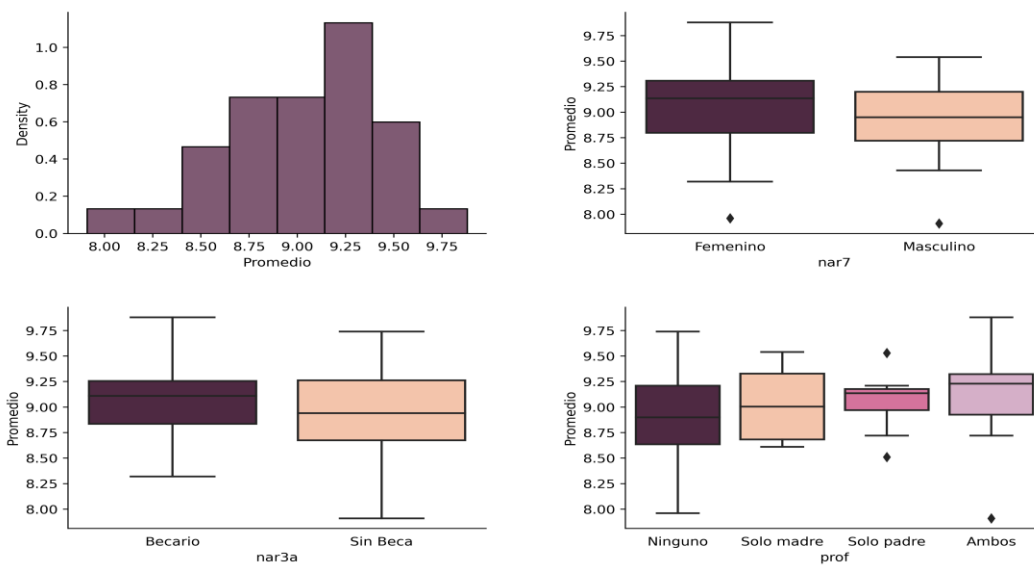 Density
1.0
0.8
0.6
0.4
0.2
0.0
8.00 8.25 8.50 8.75 9.00 9.25 9.50 9.75
Promedio
Promedio
9.75
9.50
9.25
9.00
8.75
8.50
8.25
8.00
Femenino Masculino
nar7
Promedio
9.75
9.50
9.25
9.00
8.75
8.50
8.25
8.00
Becario Sin Beca
nar3a
Promedio
9.75
9.50
9.25
9.00
8.75
8.50
8.25
8.00
Ninguno Solo madre Solo padre Ambos
prof